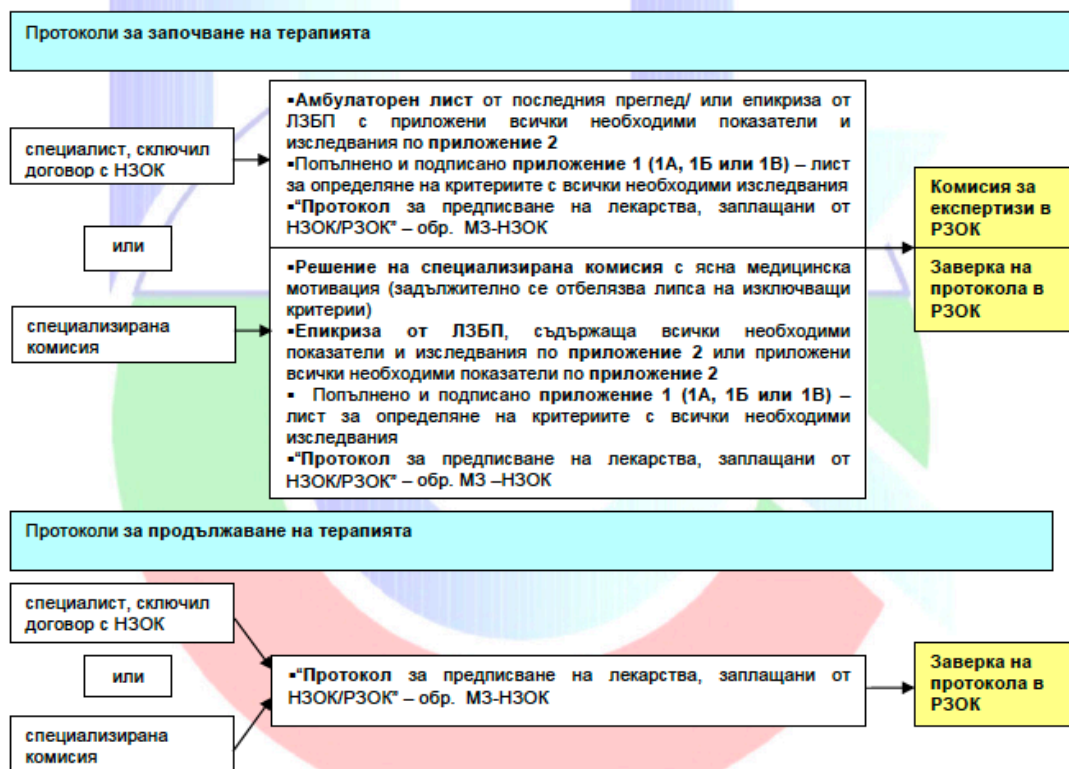 Протоколи за започване на терапията
специалист, сключил
договор с НЗОК
или
специализирана
комисия
▪Амбулаторен лист от последния преглед/ или епикриза от
ЛЗБП с приложени всички необходими показатели и
изследвания по приложение 2
▪Попълнено и подписано приложение 1 (1А, 1Б или 1В) – лист
за определяне на критериите с всички необходими изследвания
▪“Протокол за предписване на лекарства, заплащани от
НЗОК/РЗОК” – обр. МЗ-НЗОК
▪Решение на специализирана комисия с ясна медицинска
мотивация (задължително се отбелязва липса на изключващи
критерии)
▪Епикриза от ЛЗБП, съдържаща всички необходими
показатели и изследвания по приложение 2 или приложени
всички необходими показатели по приложение 2
▪ Попълнено и подписано приложение 1 (1А, 1Б или 1В) –
лист за определяне на критериите с всички необходими
изследвания
▪“Протокол за предписване на лекарства, заплащани от
НЗОК/РЗОК” – обр. МЗ –НЗОК
Комисия за
експертизи в
РЗОК
Заверка на
протокола в
РЗОК
Протоколи за продължаване на терапията
специалист, сключил
договор с НЗОК
или
специализирана
комисия
▪“Протокол за предписване на лекарства, заплащани от
НЗОК/РЗОК” – обр. МЗ-НЗОК
Заверка на
протокола в
РЗОК